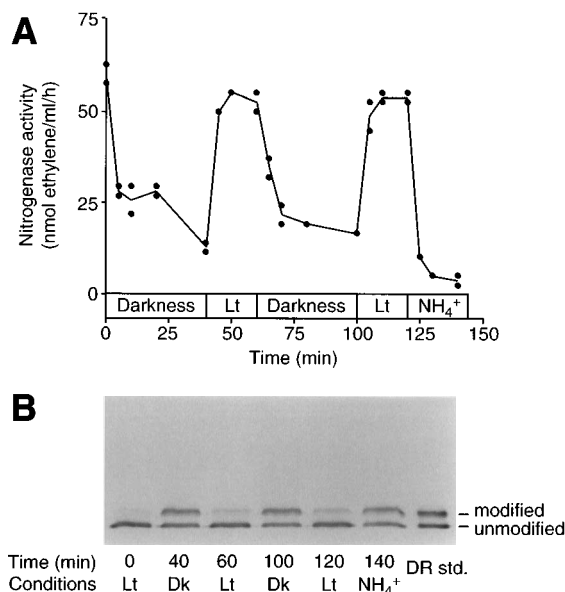 A
Nitrogenase activity
(nmol ethylene/ml/h)
75
50
25
0
Darkness Lt Darkness Lt NH₄⁺
0 25 50 75 100 125 150
Time (min)
B
modified
unmodified
Time (min) 0 40 60 100 120 140 DR std.
Conditions Lt Dk Lt Dk Lt NH₄⁺